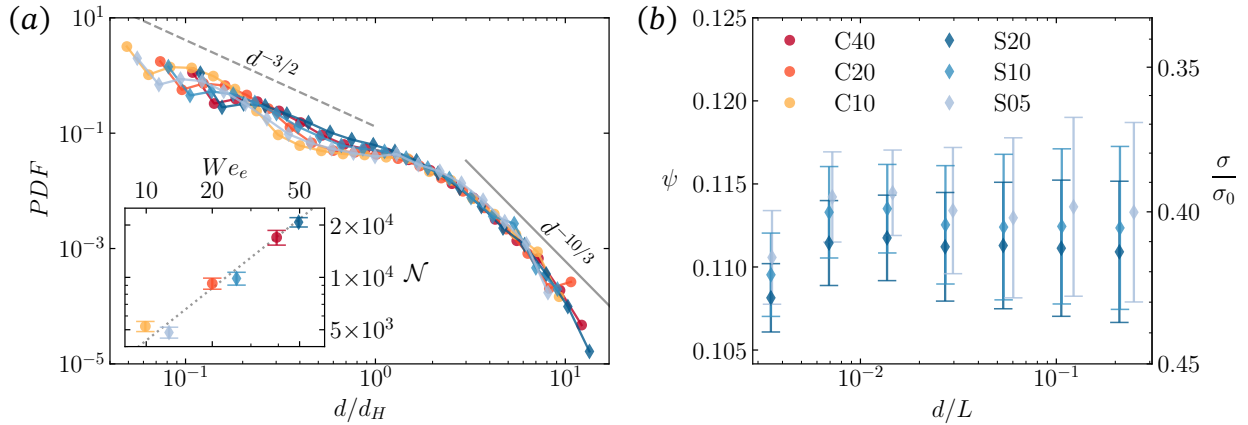 (a)
10^1
10^-1
10^-3
10^-5
PDF
d^-3/2
d^-10/3
We_e
10 20 50
2×10^4
1×10^4
5×10^3
𝒩
10^-1 10^0 10^1
d/d_H
(b)
0.125
0.120
0.115
0.110
0.105
ψ
C40 S20
C20 S10
C10 S05
0.35
0.40
0.45
σ/σ_0
10^-2 10^-1
d/L